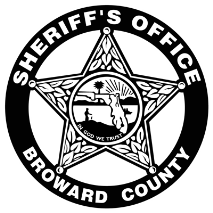 SHERIFF'S OFFICE
IN GOD WE TRUST
BROWARD COUNTY